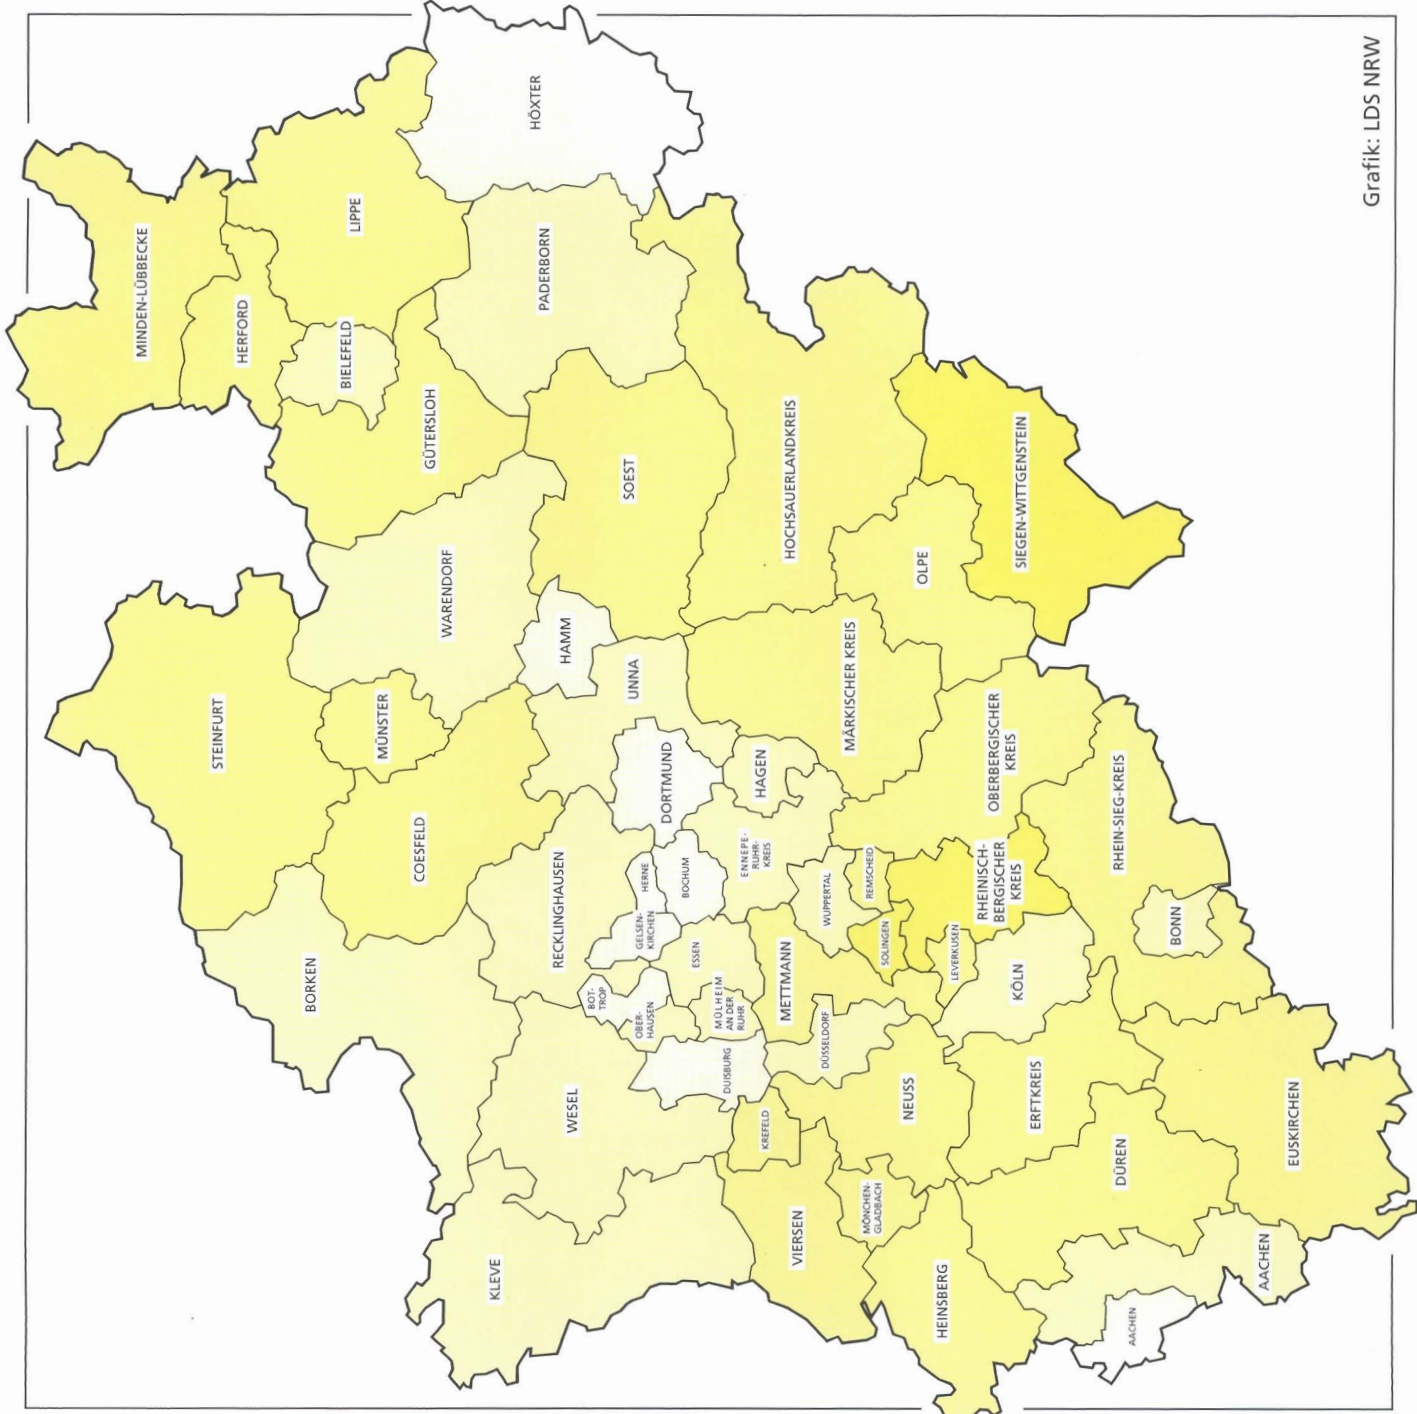 MINDEN-LÜBBECKE
HERFORD
LIPPE
BIELEFELD
HÖXTER
GÜTERSLOH
PADERBORN
STEINFURT
MÜNSTER
WARENDORF
SOEST
HAMM
UNNA
COESFELD
BORKEN
RECKLINGHAUSEN
DORTMUND
HERNE
BOCHUM
GELSEN-
KIRCHEN
BOT-
TROP
ESSEN
OBER-
HAUSEN
MÜLHEIM
AN DER
RUHR
DUISBURG
WESEL
KLEVE
HOCHSAUERLANDKREIS
OLPE
SIEGEN-WITTGENSTEIN
MÄRKISCHER KREIS
HAGEN
ENNEPE-
RUHR-
KREIS
WUPPERTAL
REMSCHEID
SOLINGEN
METTMANN
DÜSSELDORF
OBERBERGISCHER
KREIS
RHEINISCH-
BERGISCHER
KREIS
LEVERKUSEN
KÖLN
RHEIN-SIEG-KREIS
BONN
KREFELD
NEUSS
VIERSEN
MÖNCHEN-
GLADBACH
HEINSBERG
ERFTKREIS
DÜREN
EUSKIRCHEN
AACHEN
AACHEN
Grafik: LDS NRW